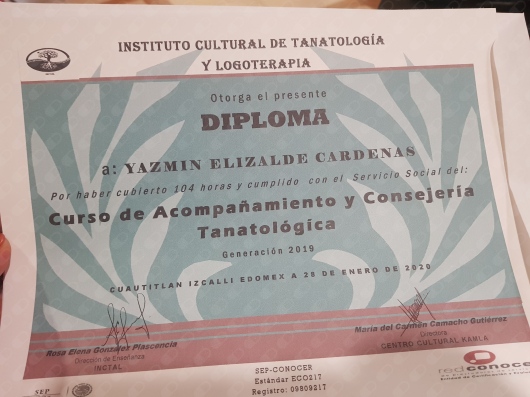 INSTITUTO CULTURAL DE TANATOLOGÍA
Y LOGOTERAPIA
Otorga el presente
DIPLOMA
a: YAZMIN ELIZALDE CARDENAS
Por haber cubierto 104 horas y cumplido con el Servicio Social del:
Curso de Acompañamiento y Consejería
Tanatológica
Generación 2019
CUAUTITLAN IZCALLI EDOMEX A 28 DE ENERO DE 2020
Rosa Elena González Plascencia
Dirección de Enseñanza
INCTAL
María del Carmen Camacho Gutiérrez
Directora
CENTRO CULTURAL KAMLA
SEP-CONOCER
Estándar ECO217
Registro: 09809217
SEP
red conocer